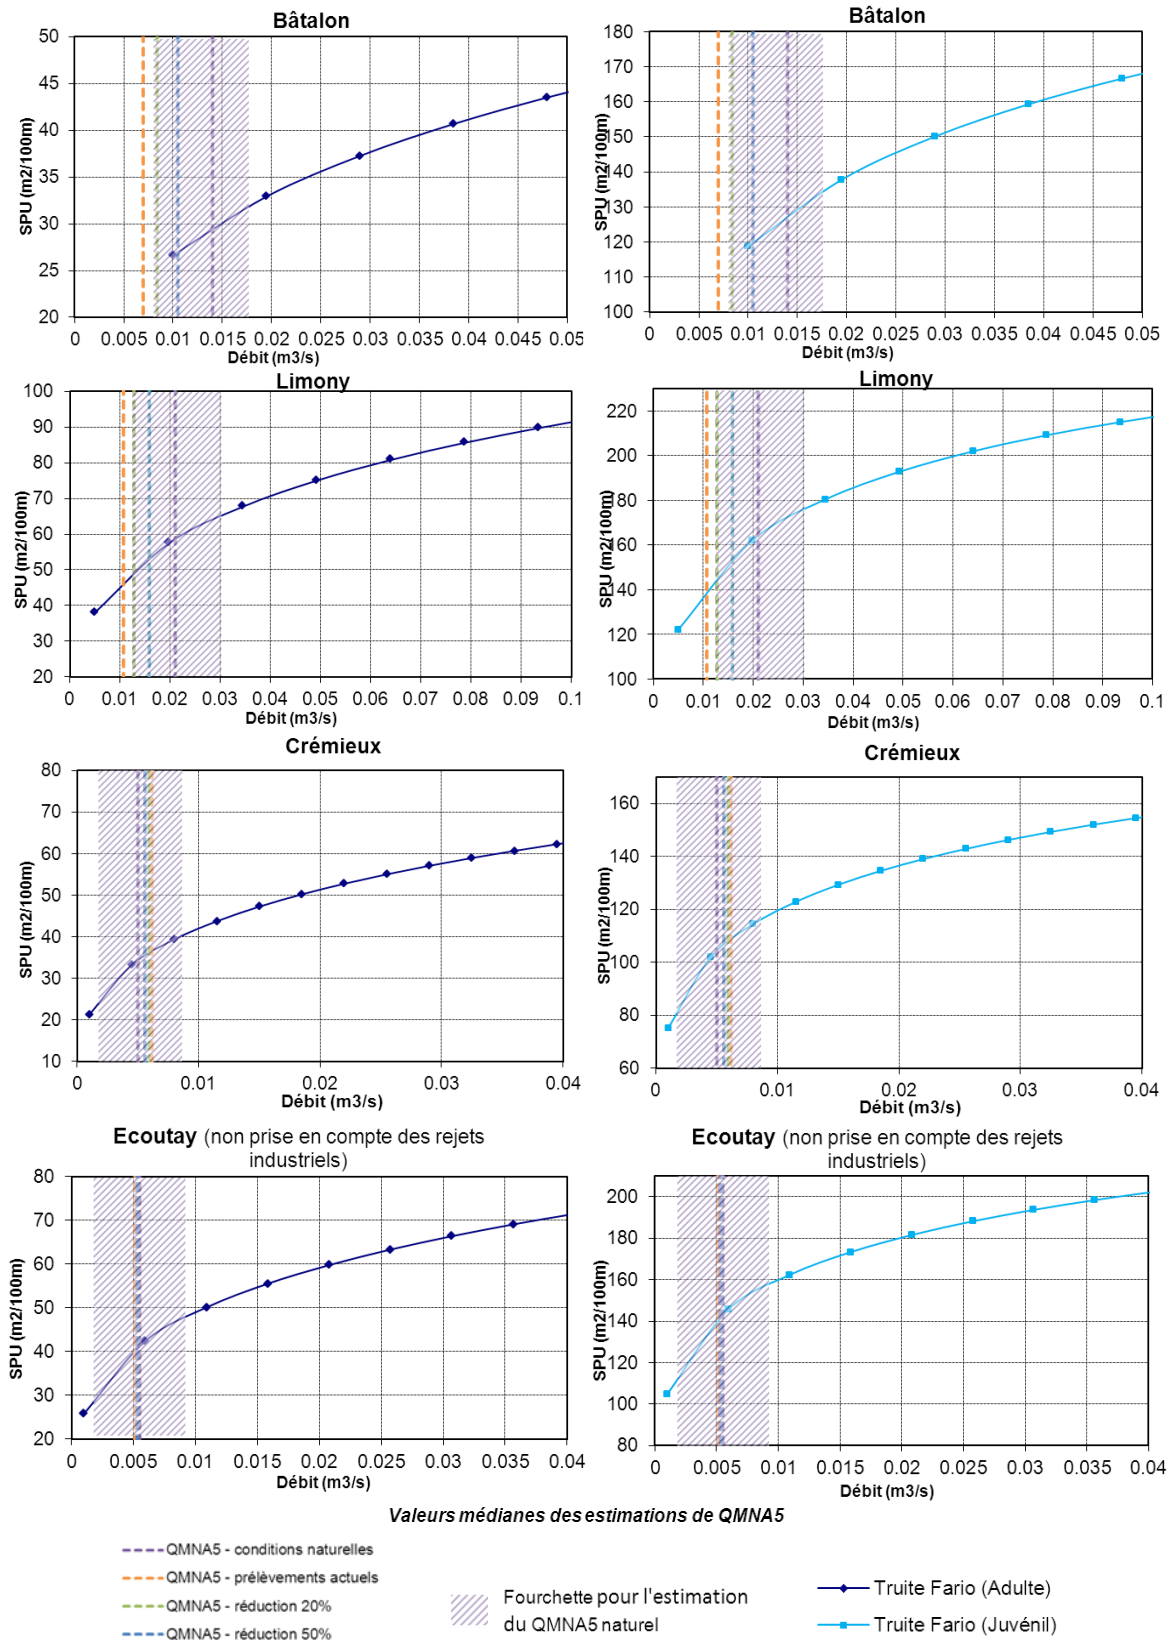 Bâtalon
SPU (m2/100m)
50
45
40
35
30
25
20
0 0.005 0.01 0.015 0.02 0.025 0.03 0.035 0.04 0.045 0.05
Débit (m3/s)
Bâtalon
SPU (m2/100m)
180
170
160
150
140
130
120
110
100
0 0.005 0.01 0.015 0.02 0.025 0.03 0.035 0.04 0.045 0.05
Débit (m3/s)
Limony
SPU (m2/100m)
100
90
80
70
60
50
40
30
20
0 0.01 0.02 0.03 0.04 0.05 0.06 0.07 0.08 0.09 0.1
Débit (m3/s)
Limony
SPU (m2/100m)
220
200
180
160
140
120
100
0 0.01 0.02 0.03 0.04 0.05 0.06 0.07 0.08 0.09 0.1
Débit (m3/s)
Crémieux
SPU (m2/100m)
80
70
60
50
40
30
20
10
0 0.01 0.02 0.03 0.04
Débit (m3/s)
Crémieux
SPU (m2/100m)
160
140
120
100
80
60
0 0.01 0.02 0.03 0.04
Débit (m3/s)
Ecoutay (non prise en compte des rejets
industriels)
SPU (m2/100m)
80
70
60
50
40
30
20
0 0.005 0.01 0.015 0.02 0.025 0.03 0.035 0.04
Débit (m3/s)
Ecoutay (non prise en compte des rejets
industriels)
SPU (m2/100m)
200
180
160
140
120
100
80
0 0.005 0.01 0.015 0.02 0.025 0.03 0.035 0.04
Débit (m3/s)
Valeurs médianes des estimations de QMNA5
QMNA5 - conditions naturelles
QMNA5 - prélèvements actuels
QMNA5 - réduction 20%
QMNA5 - réduction 50%
Fourchette pour l'estimation
du QMNA5 naturel
Truite Fario (Adulte)
Truite Fario (Juvénil)